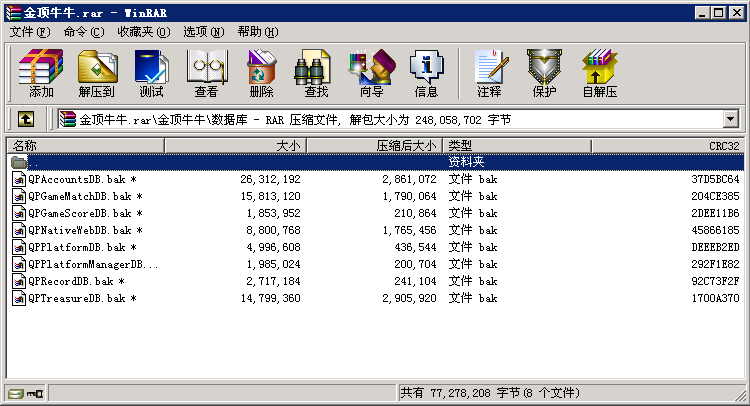 金顶牛牛.rar - WinRAR
文件(F) 命令(C) 收藏夹(O) 选项(N) 帮助(H)
添加 解压到 测试 查看 删除 查找 向导 信息 注释 保护 自解压
金顶牛牛.rar\金顶牛牛\数据库 - RAR 压缩文件, 解包大小为 248,058,702 字节
名称 大小 压缩后大小 类型 CRC32
.. 资料夹
QPAccountsDB.bak * 26,312,192 2,861,072 文件 bak 37D5BC64
QPGameMatchDB.bak * 15,813,120 1,790,064 文件 bak 204CE385
QPGameScoreDB.bak * 1,853,952 210,864 文件 bak 2DEE11B6
QPNativeWebDB.bak * 8,800,768 1,765,456 文件 bak 45866185
QPPlatformDB.bak * 4,996,608 436,544 文件 bak DEEEB2ED
QPPlatformManagerDB... 1,985,024 200,704 文件 bak 292F1E82
QPRecordDB.bak * 2,717,184 241,104 文件 bak 92C73F2F
QPTreasureDB.bak * 14,799,360 2,905,920 文件 bak 1700A370
共有 77,278,208 字节(8 个文件)